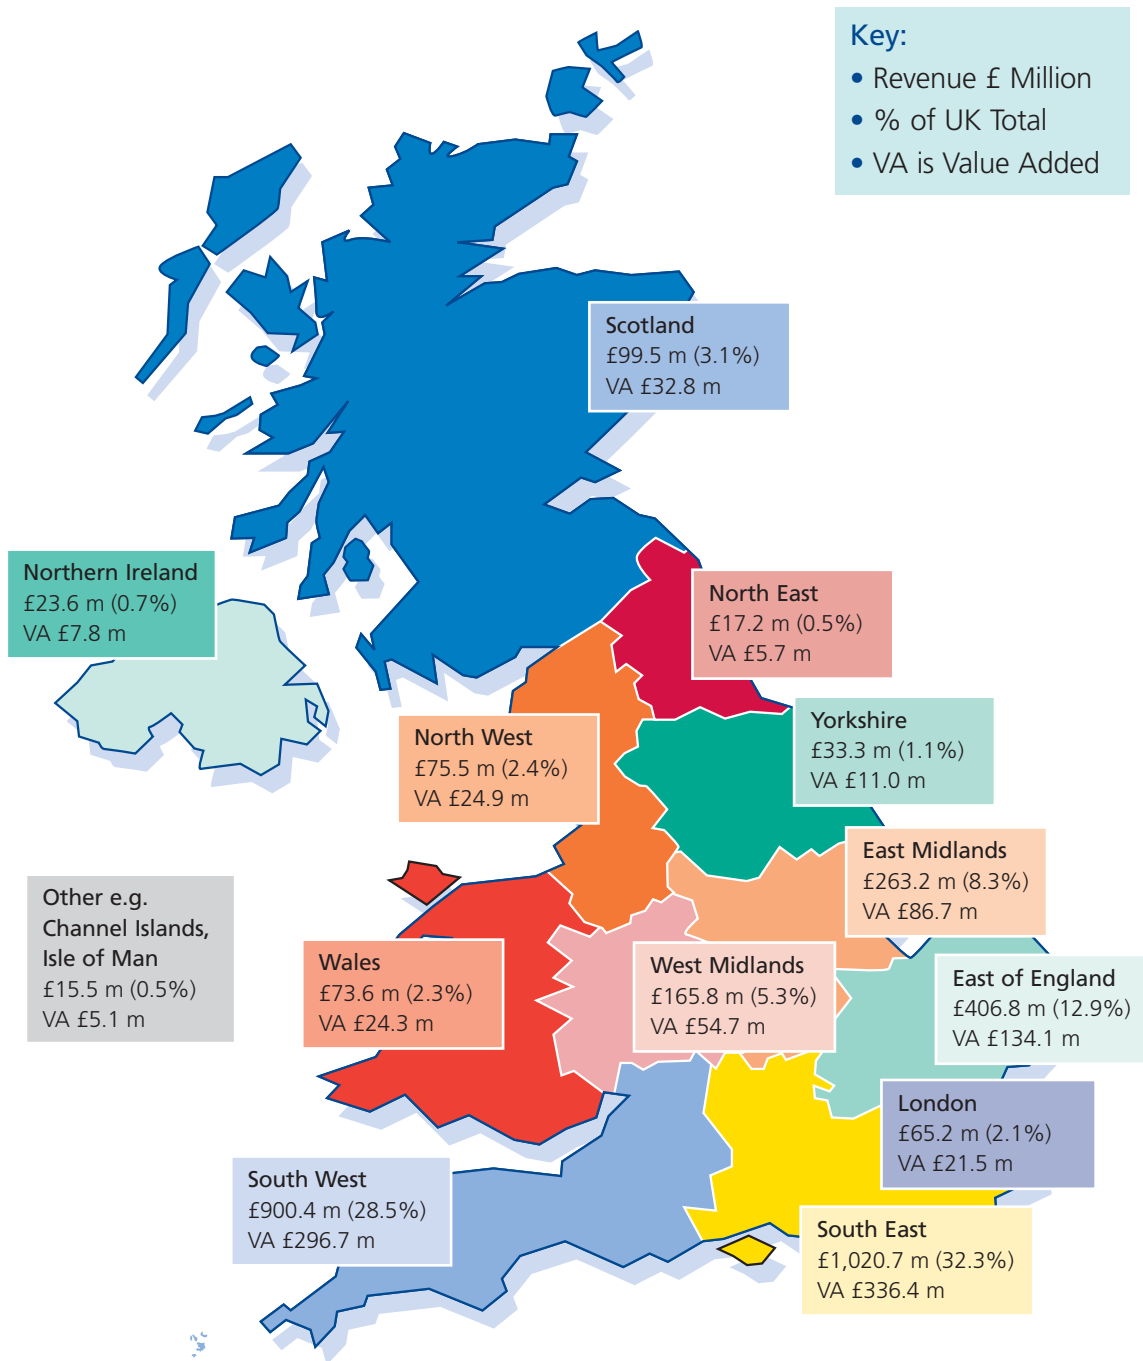 Key:
• Revenue £ Million
• % of UK Total
• VA is Value Added
Scotland
£99.5 m (3.1%)
VA £32.8 m
Northern Ireland
£23.6 m (0.7%)
VA £7.8 m
North East
£17.2 m (0.5%)
VA £5.7 m
North West
£75.5 m (2.4%)
VA £24.9 m
Yorkshire
£33.3 m (1.1%)
VA £11.0 m
East Midlands
£263.2 m (8.3%)
VA £86.7 m
Other e.g.
Channel Islands,
Isle of Man
£15.5 m (0.5%)
VA £5.1 m
Wales
£73.6 m (2.3%)
VA £24.3 m
West Midlands
£165.8 m (5.3%)
VA £54.7 m
East of England
£406.8 m (12.9%)
VA £134.1 m
London
£65.2 m (2.1%)
VA £21.5 m
South West
£900.4 m (28.5%)
VA £296.7 m
South East
£1,020.7 m (32.3%)
VA £336.4 m